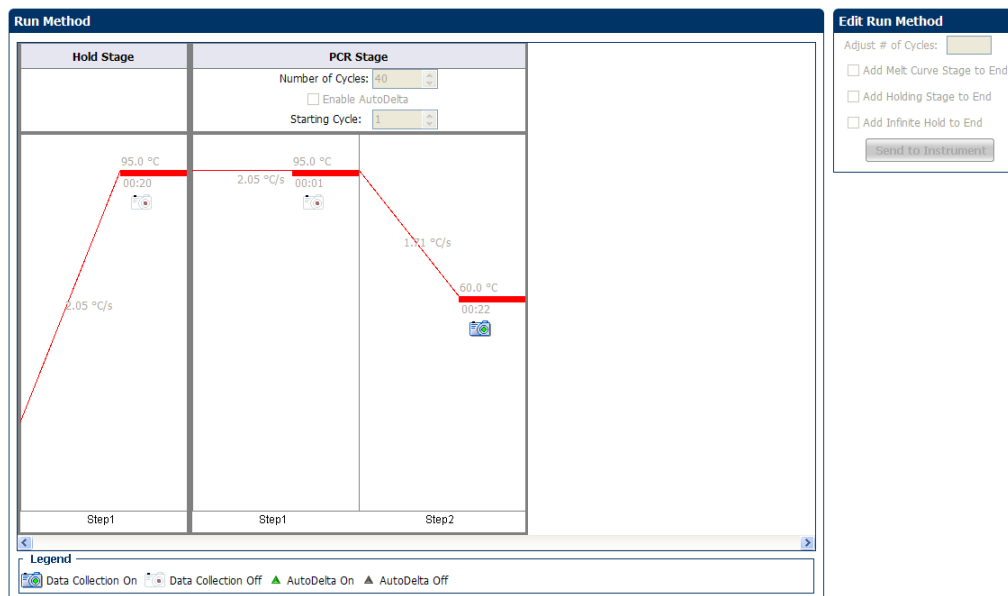 Run Method
Hold Stage
PCR Stage
Number of Cycles: 40
Enable AutoDelta
Starting Cycle: 1
95.0 °C
00:20
2.05 °C/s
95.0 °C
2.05 °C/s
00:01
1.71 °C/s
60.0 °C
00:22
Step1
Step1
Step2
Legend
Data Collection On Data Collection Off AutoDelta On AutoDelta Off
Edit Run Method
Adjust # of Cycles:
Add Melt Curve Stage to End
Add Holding Stage to End
Add Infinite Hold to End
Send to Instrument